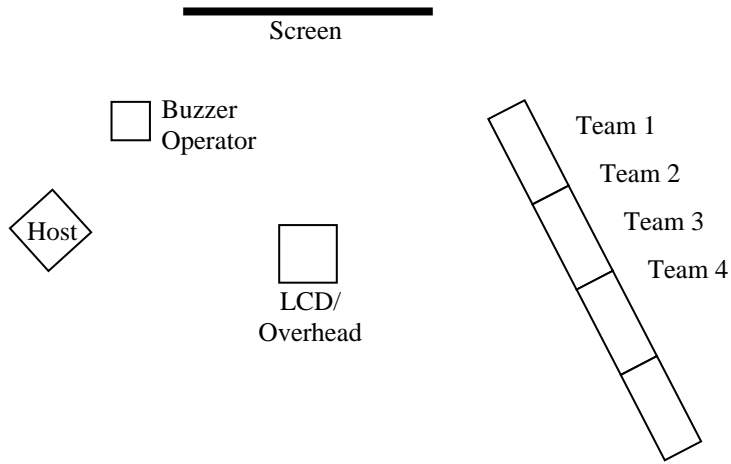 Screen
Buzzer
Operator
Team 1
Team 2
Team 3
Team 4
Host
LCD/
Overhead